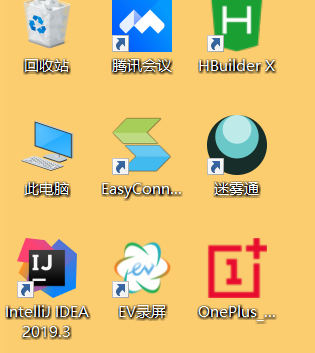 回收站
腾讯会议
HBuilder X
此电脑
EasyConn...
迷雾通
IJ
IntelliJ IDEA
2019.3
EV
EV录屏
1+
OnePlus_...